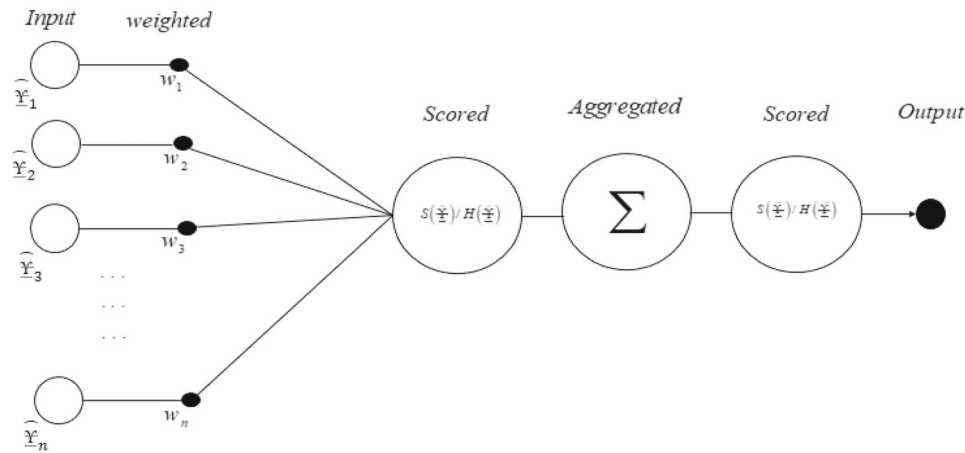 Input weighted
w₁
Ȳ̲₁
Scored Aggregated Scored Output
w₂
Ȳ̲₂
S(Ȳ̲)/H(Ȳ̲) Σ S(Ȳ̲)/H(Ȳ̲)
w₃
Ȳ̲₃
. . .
. . .
. . .
wₙ
Ȳ̲ₙ